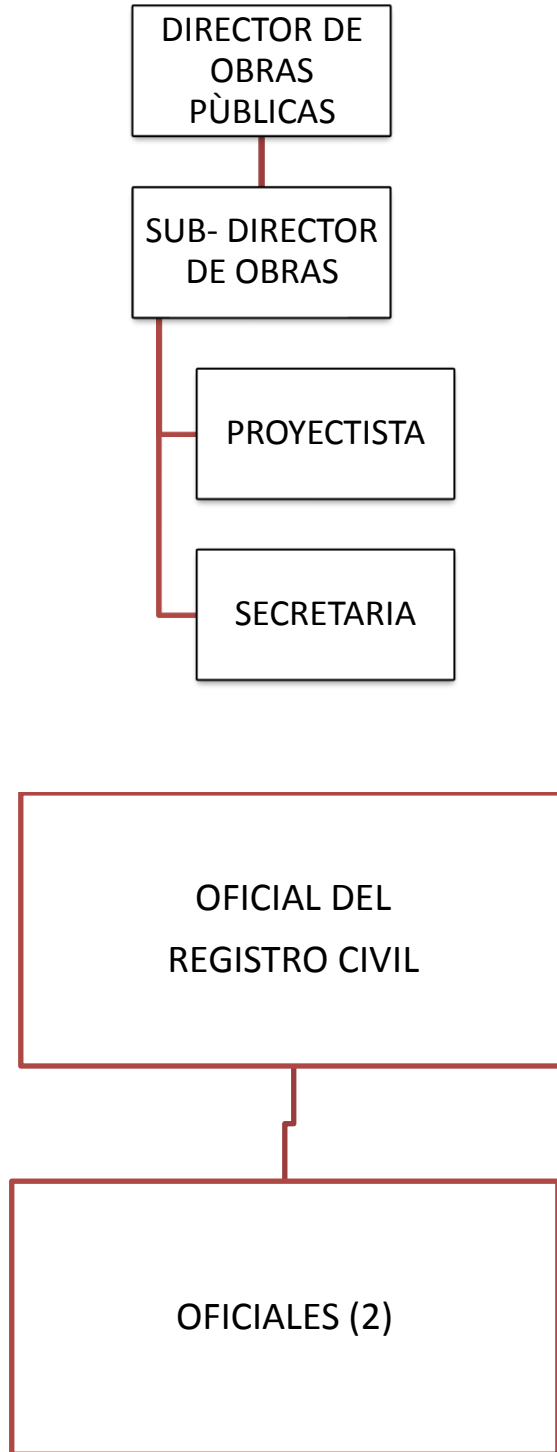 DIRECTOR DE
OBRAS
PÙBLICAS
SUB- DIRECTOR
DE OBRAS
PROYECTISTA
SECRETARIA
OFICIAL DEL
REGISTRO CIVIL
OFICIALES (2)